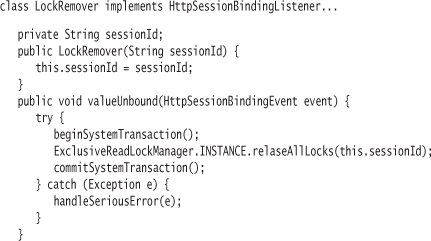 class LockRemover implements HttpSessionBindingListener...
private String sessionId;
public LockRemover(String sessionId) {
this.sessionId = sessionId;
}
public void valueUnbound(HttpSessionBindingEvent event) {
try {
beginSystemTransaction();
ExclusiveReadLockManager.INSTANCE.relaseAllLocks(this.sessionId);
commitSystemTransaction();
} catch (Exception e) {
handleSeriousError(e);
}
}